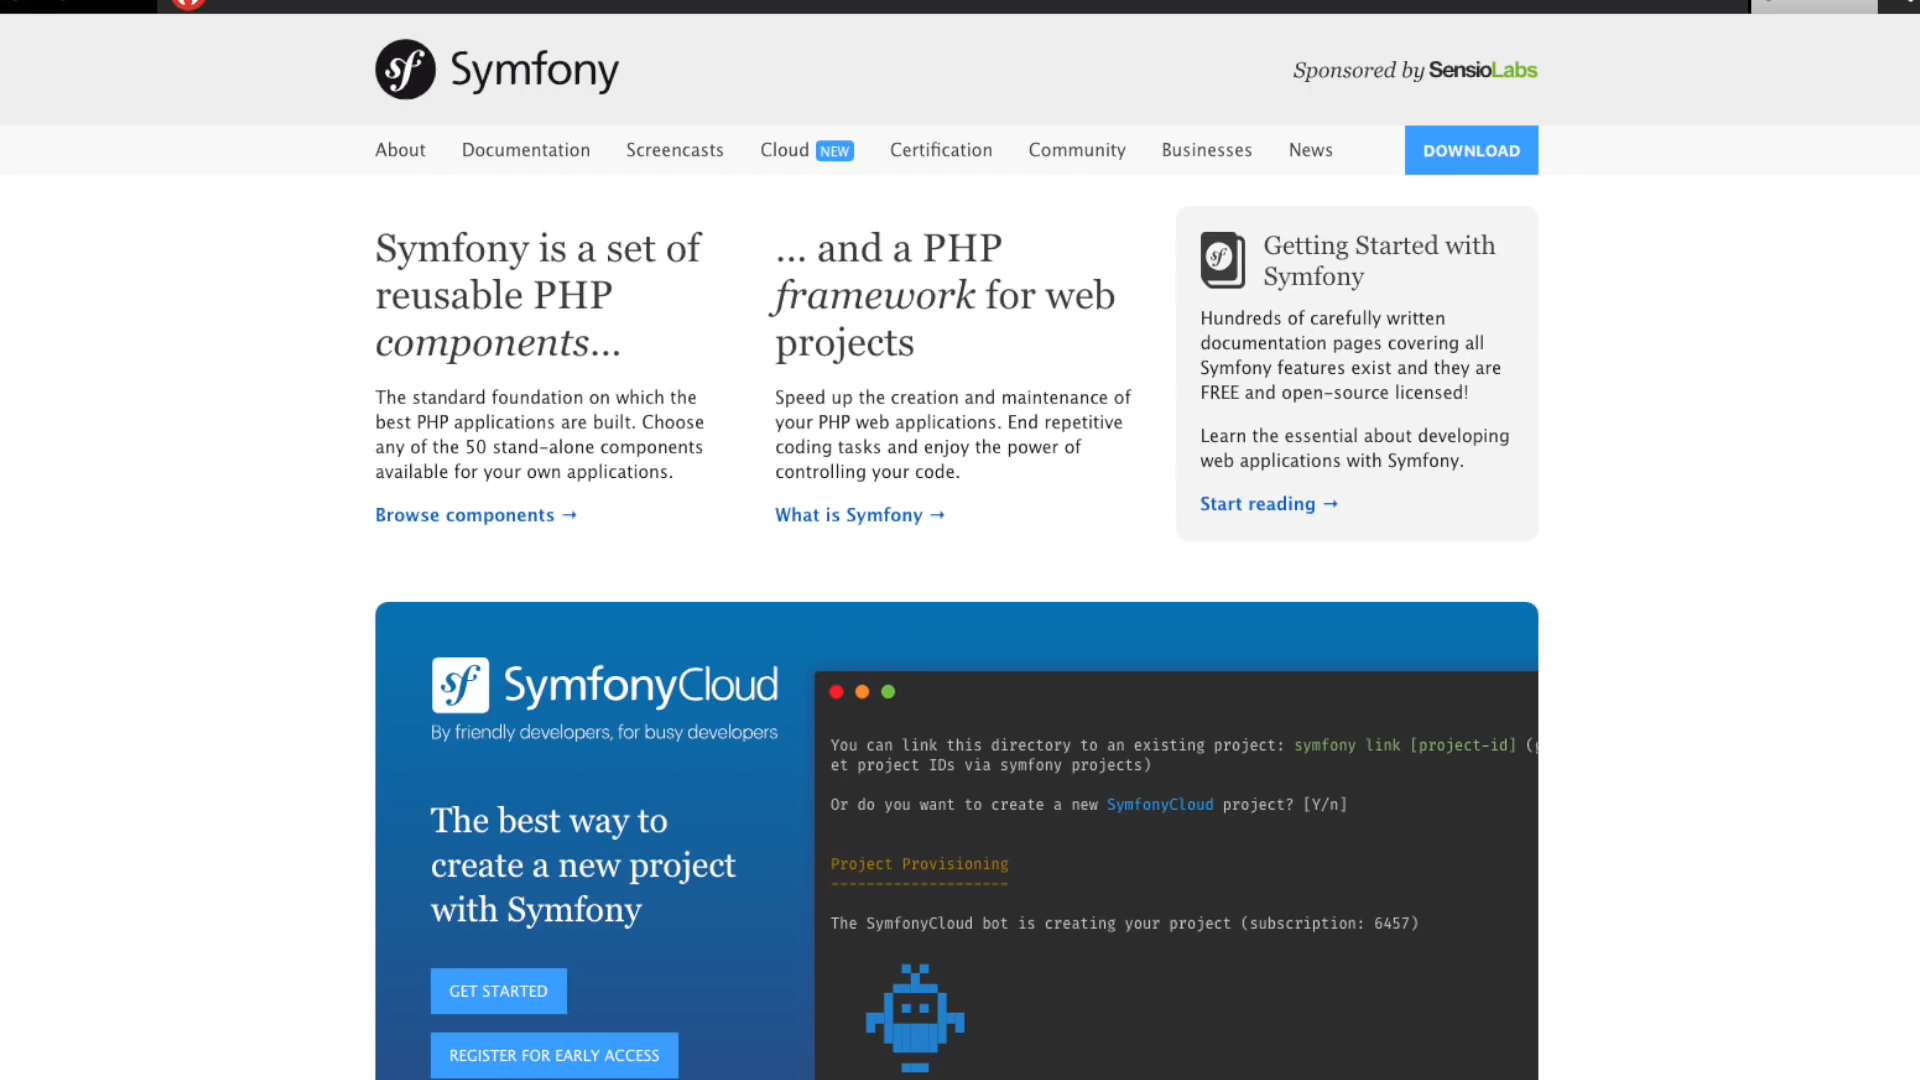 sf Symfony
Sponsored by SensioLabs
About Documentation Screencasts Cloud NEW Certification Community Businesses News DOWNLOAD
Symfony is a set of
reusable PHP
components...
The standard foundation on which the
best PHP applications are built. Choose
any of the 50 stand-alone components
available for your own applications.
Browse components →
... and a PHP
framework for web
projects
Speed up the creation and maintenance of
your PHP web applications. End repetitive
coding tasks and enjoy the power of
controlling your code.
What is Symfony →
sf
Getting Started with
Symfony
Hundreds of carefully written
documentation pages covering all
Symfony features exist and they are
FREE and open-source licensed!
Learn the essential about developing
web applications with Symfony.
Start reading →
sf SymfonyCloud
By friendly developers, for busy developers
The best way to
create a new project
with Symfony
GET STARTED
REGISTER FOR EARLY ACCESS
You can link this directory to an existing project: symfony link [project-id] (g
et project IDs via symfony projects)
Or do you want to create a new SymfonyCloud project? [Y/n]
Project Provisioning
--------------------
The SymfonyCloud bot is creating your project (subscription: 6457)